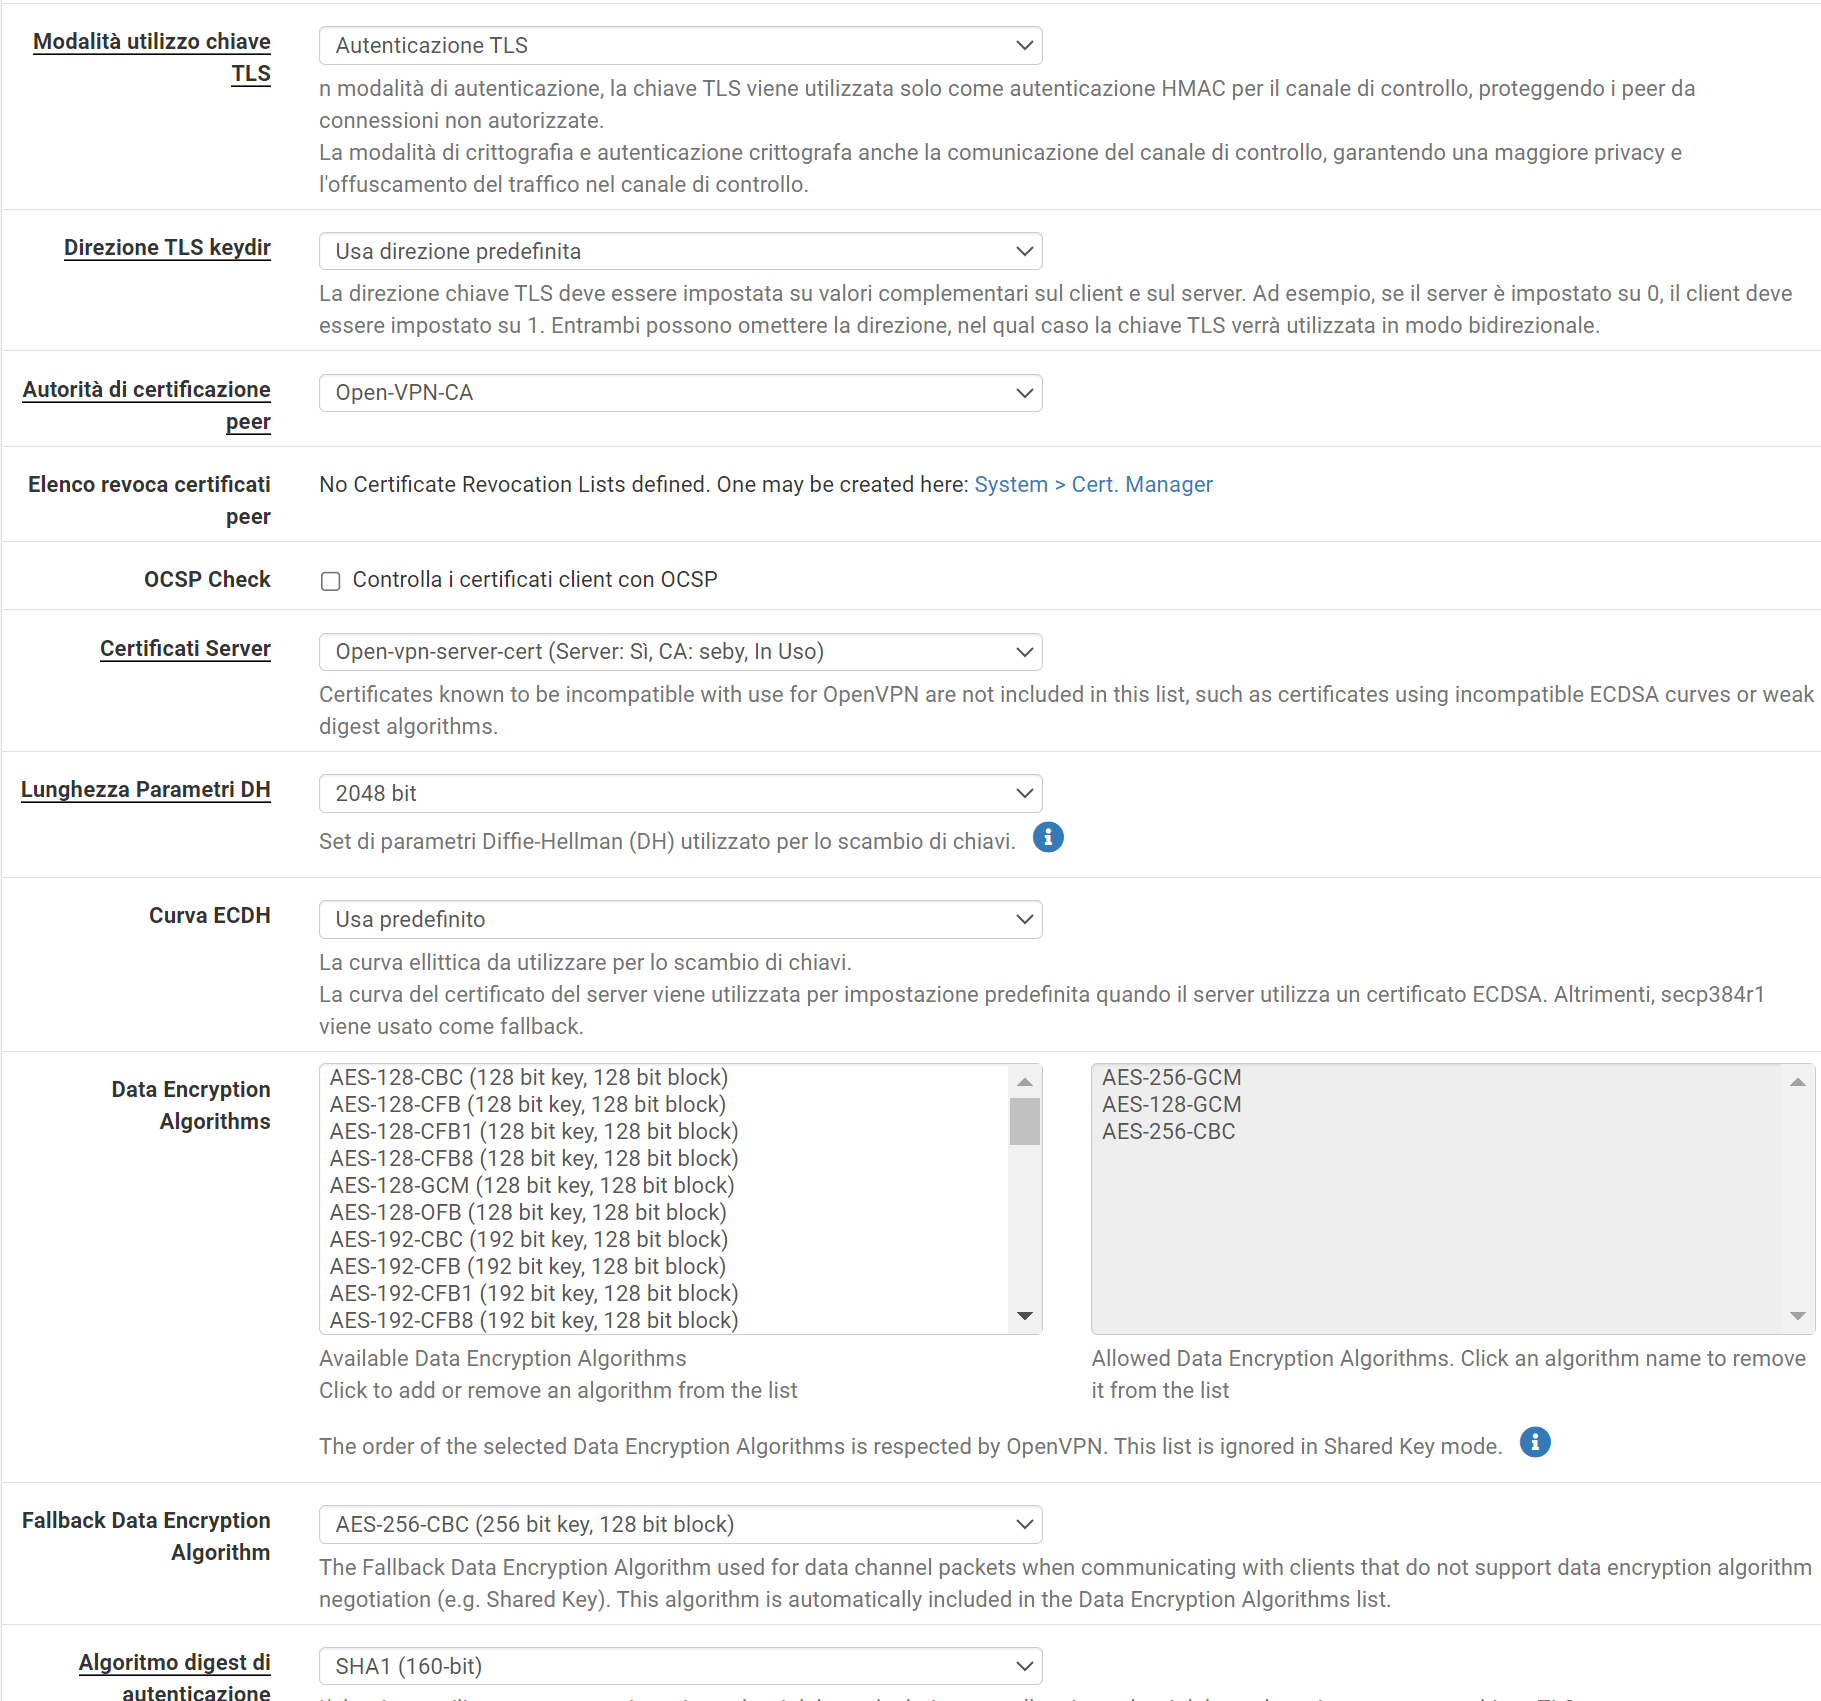 Modalità utilizzo chiave
TLS
Autenticazione TLS
n modalità di autenticazione, la chiave TLS viene utilizzata solo come autenticazione HMAC per il canale di controllo, proteggendo i peer da
connessioni non autorizzate.
La modalità di crittografia e autenticazione crittografa anche la comunicazione del canale di controllo, garantendo una maggiore privacy e
l'offuscamento del traffico nel canale di controllo.
Direzione TLS keydir
Usa direzione predefinita
La direzione chiave TLS deve essere impostata su valori complementari sul client e sul server. Ad esempio, se il server è impostato su 0, il client deve
essere impostato su 1. Entrambi possono omettere la direzione, nel qual caso la chiave TLS verrà utilizzata in modo bidirezionale.
Autorità di certificazione
peer
Open-VPN-CA
Elenco revoca certificati
peer
No Certificate Revocation Lists defined. One may be created here: System > Cert. Manager
OCSP Check
Controlla i certificati client con OCSP
Certificati Server
Open-vpn-server-cert (Server: Sì, CA: seby, In Uso)
Certificates known to be incompatible with use for OpenVPN are not included in this list, such as certificates using incompatible ECDSA curves or weak
digest algorithms.
Lunghezza Parametri DH
2048 bit
Set di parametri Diffie-Hellman (DH) utilizzato per lo scambio di chiavi.
Curva ECDH
Usa predefinito
La curva ellittica da utilizzare per lo scambio di chiavi.
La curva del certificato del server viene utilizzata per impostazione predefinita quando il server utilizza un certificato ECDSA. Altrimenti, secp384r1
viene usato come fallback.
Data Encryption
Algorithms
AES-128-CBC (128 bit key, 128 bit block)
AES-128-CFB (128 bit key, 128 bit block)
AES-128-CFB1 (128 bit key, 128 bit block)
AES-128-CFB8 (128 bit key, 128 bit block)
AES-128-GCM (128 bit key, 128 bit block)
AES-128-OFB (128 bit key, 128 bit block)
AES-192-CBC (192 bit key, 128 bit block)
AES-192-CFB (192 bit key, 128 bit block)
AES-192-CFB1 (192 bit key, 128 bit block)
AES-192-CFB8 (192 bit key, 128 bit block)
Available Data Encryption Algorithms
Click to add or remove an algorithm from the list
AES-256-GCM
AES-128-GCM
AES-256-CBC
Allowed Data Encryption Algorithms. Click an algorithm name to remove
it from the list
The order of the selected Data Encryption Algorithms is respected by OpenVPN. This list is ignored in Shared Key mode.
Fallback Data Encryption
Algorithm
AES-256-CBC (256 bit key, 128 bit block)
The Fallback Data Encryption Algorithm used for data channel packets when communicating with clients that do not support data encryption algorithm
negotiation (e.g. Shared Key). This algorithm is automatically included in the Data Encryption Algorithms list.
Algoritmo digest di
autenticazione
SHA1 (160-bit)